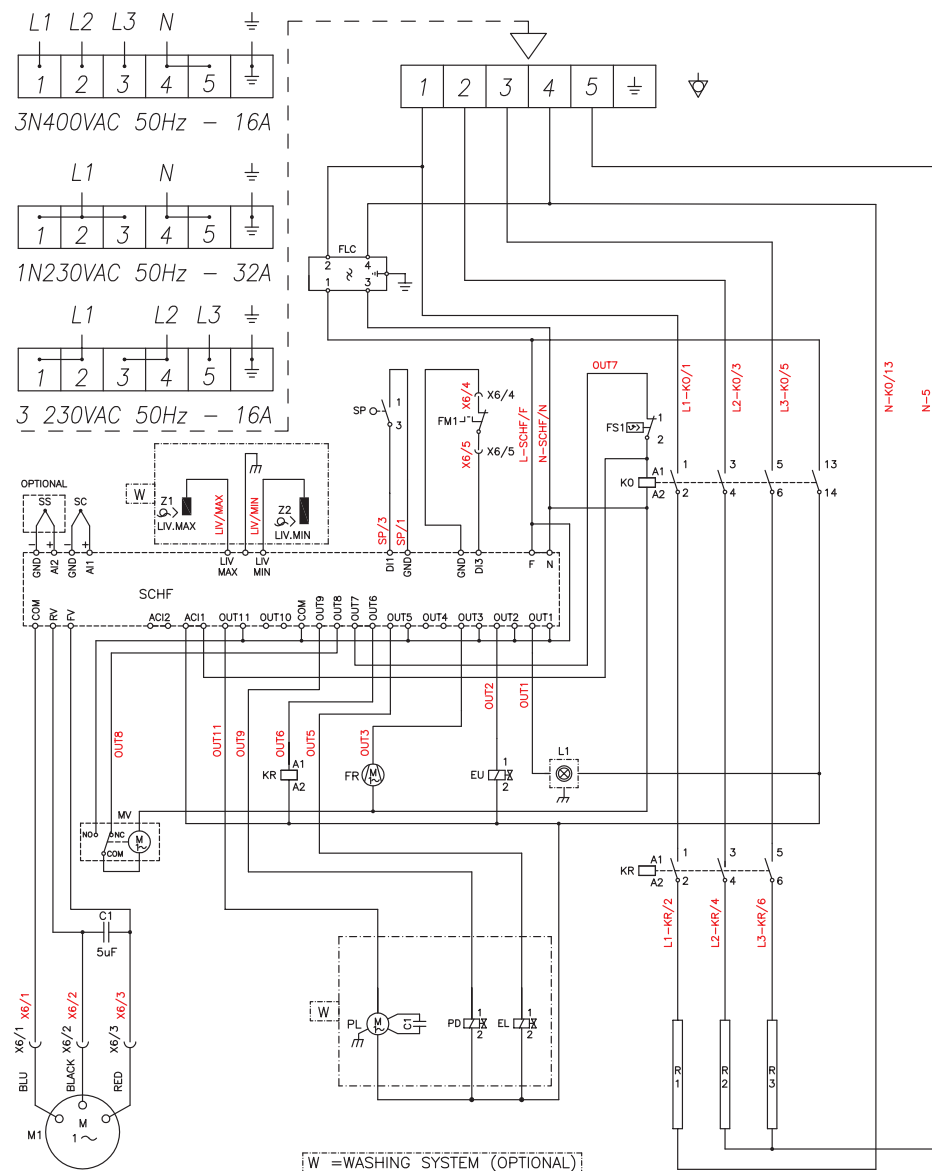 L1 L2 L3 N
1 2 3 4 5
3N400VAC 50Hz - 16A
L1 N
1 2 3 4 5
1N230VAC 50Hz - 32A
L1 L2 L3
1 2 3 4 5
3 230VAC 50Hz - 16A
1 2 3 4 5
FLC
2 4
1 3
OUT7
L1-K0/1
L2-K0/3
L3-K0/5
N-K0/13
N-5
SP
1
3
X6/4
X6/4
FM1
X6/5
X6/5
L-SCHF/F
N-SCHF/N
FS1
1
2
K0
A1
A2
1
2
3
4
5
6
13
14
OPTIONAL
SS
SC
W
Z1
LIV.MAX
LIV/MAX
LIV/MIN
Z2
LIV.MIN
SP/3
SP/1
- + - +
GND
AI2
GND
AI1
LIV
MAX
LIV
MIN
DI1
GND
GND
DI3
F
N
SCHF
COM
RV
FV
ACI2
ACI1
OUT11
OUT10
COM
OUT9
OUT8
OUT7
OUT6
OUT5
OUT4
OUT3
OUT2
OUT1
OUT8
OUT11
OUT9
OUT6
OUT5
OUT3
OUT2
OUT1
KR
A1
A2
FR
M
1~
EU
1
2
L1
MV
NO
NC
COM
M
1~
KR
A1
A2
1
2
3
4
5
6
L1-KR/2
L2-KR/4
L3-KR/6
C1
5uF
X6/1
X6/2
X6/3
X6/1
X6/2
X6/3
BLU
BLACK
RED
M1
M
1~
W
PL
M
1~
C1
PD
1
2
EL
1
2
R1
R2
R3
W =WASHING SYSTEM (OPTIONAL)